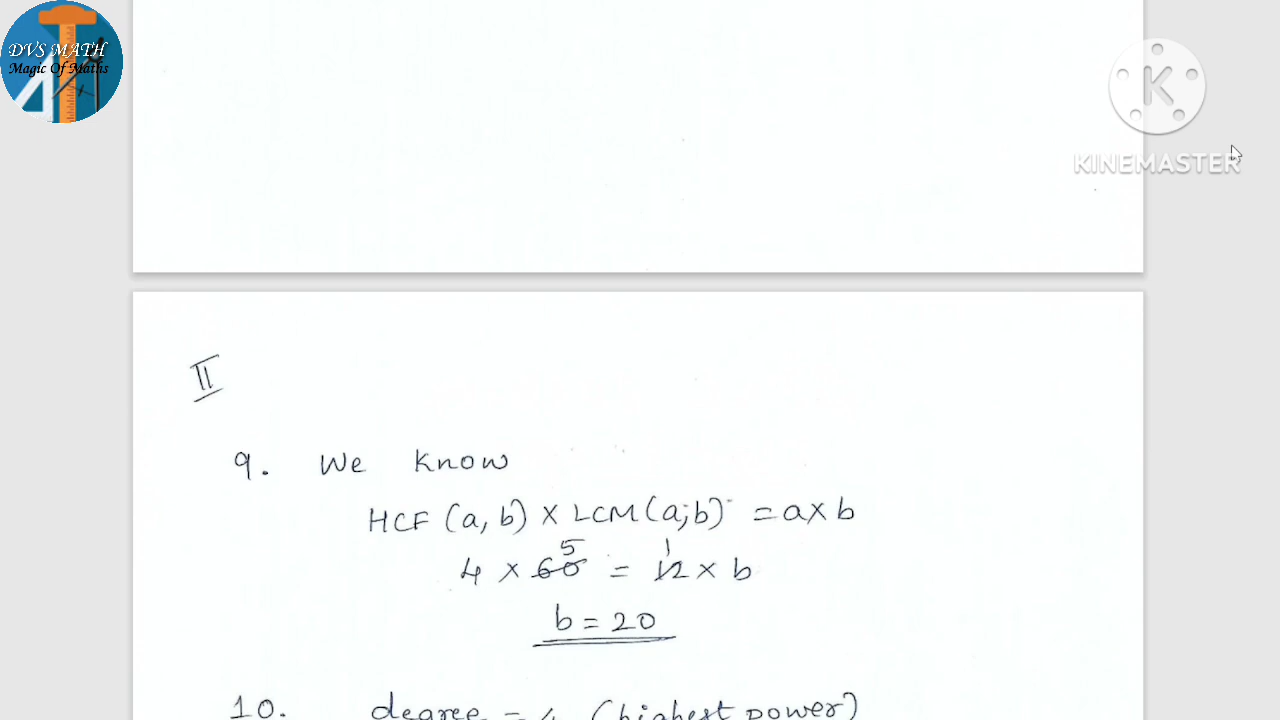 DVS MATH
Magic Of Maths
K
KINEMASTER
II
9. We know
HCF (a, b) × LCM (a, b) = a × b
5 1
4 × 60 = 12 × b
b = 20
10. degree = 4 (highest power)